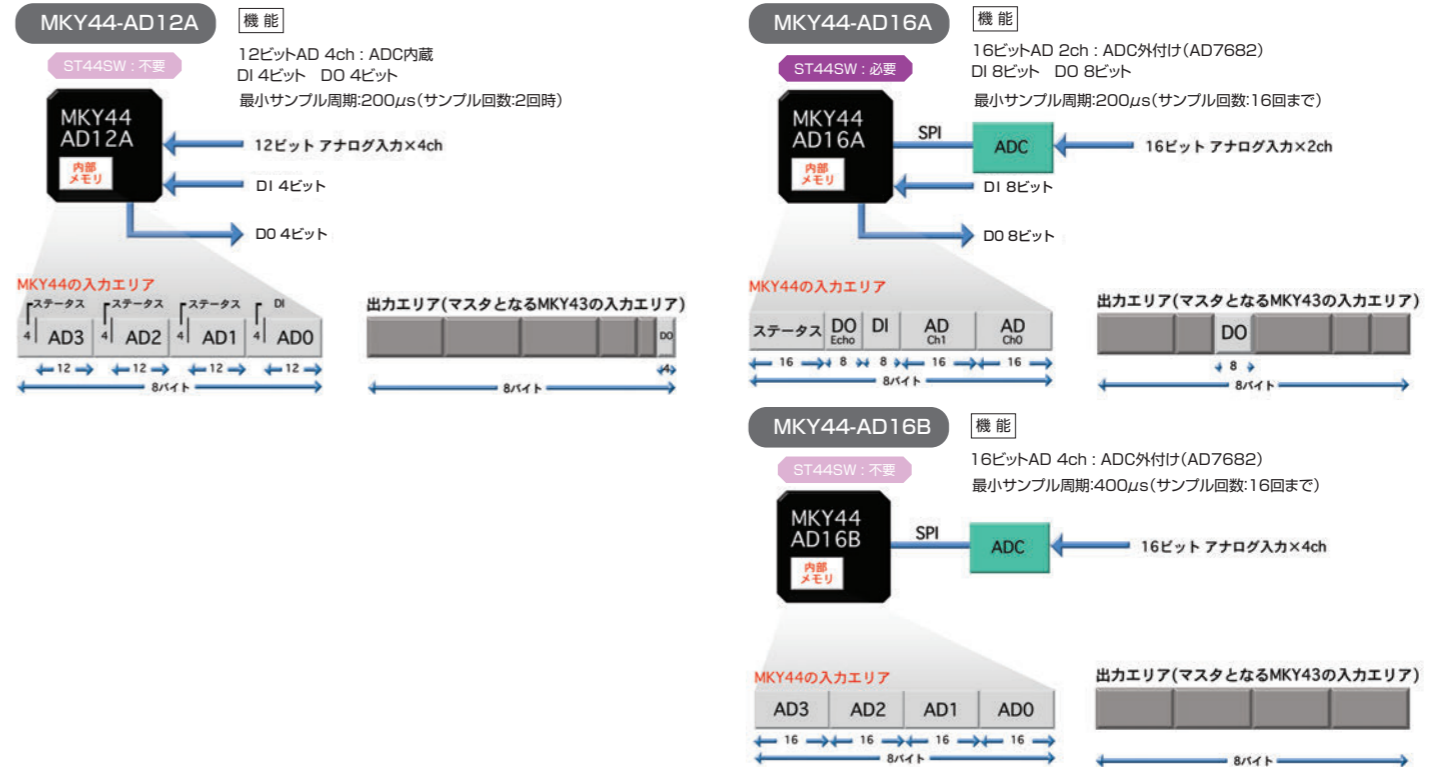 MKY44-AD12A
機 能
ST44SW : 不要
12ビットAD 4ch : ADC内蔵
DI 4ビット DO 4ビット
最小サンプル周期:200μs(サンプル回数:2回時)
MKY44
AD12A
内部
メモリ
12ビット アナログ入力×4ch
DI 4ビット
DO 4ビット
MKY44の入力エリア
ステータス ステータス ステータス DI
4 AD3 4 AD2 4 AD1 4 AD0
12 12 12 12
8バイト
出力エリア(マスタとなるMKY43の入力エリア)
DO
4
8バイト
MKY44-AD16A
機 能
ST44SW : 必要
16ビットAD 2ch : ADC外付け(AD7682)
DI 8ビット DO 8ビット
最小サンプル周期:200μs(サンプル回数:16回まで)
MKY44
AD16A
内部
メモリ
SPI
ADC
16ビット アナログ入力×2ch
DI 8ビット
DO 8ビット
MKY44の入力エリア
ステータス DO Echo DI AD Ch1 AD Ch0
16 8 8 16 16
8バイト
出力エリア(マスタとなるMKY43の入力エリア)
DO
8
8バイト
MKY44-AD16B
機 能
ST44SW : 不要
16ビットAD 4ch : ADC外付け(AD7682)
最小サンプル周期:400μs(サンプル回数:16回まで)
MKY44
AD16B
内部
メモリ
SPI
ADC
16ビット アナログ入力×4ch
MKY44の入力エリア
AD3 AD2 AD1 AD0
16 16 16 16
8バイト
出力エリア(マスタとなるMKY43の入力エリア)
8バイト